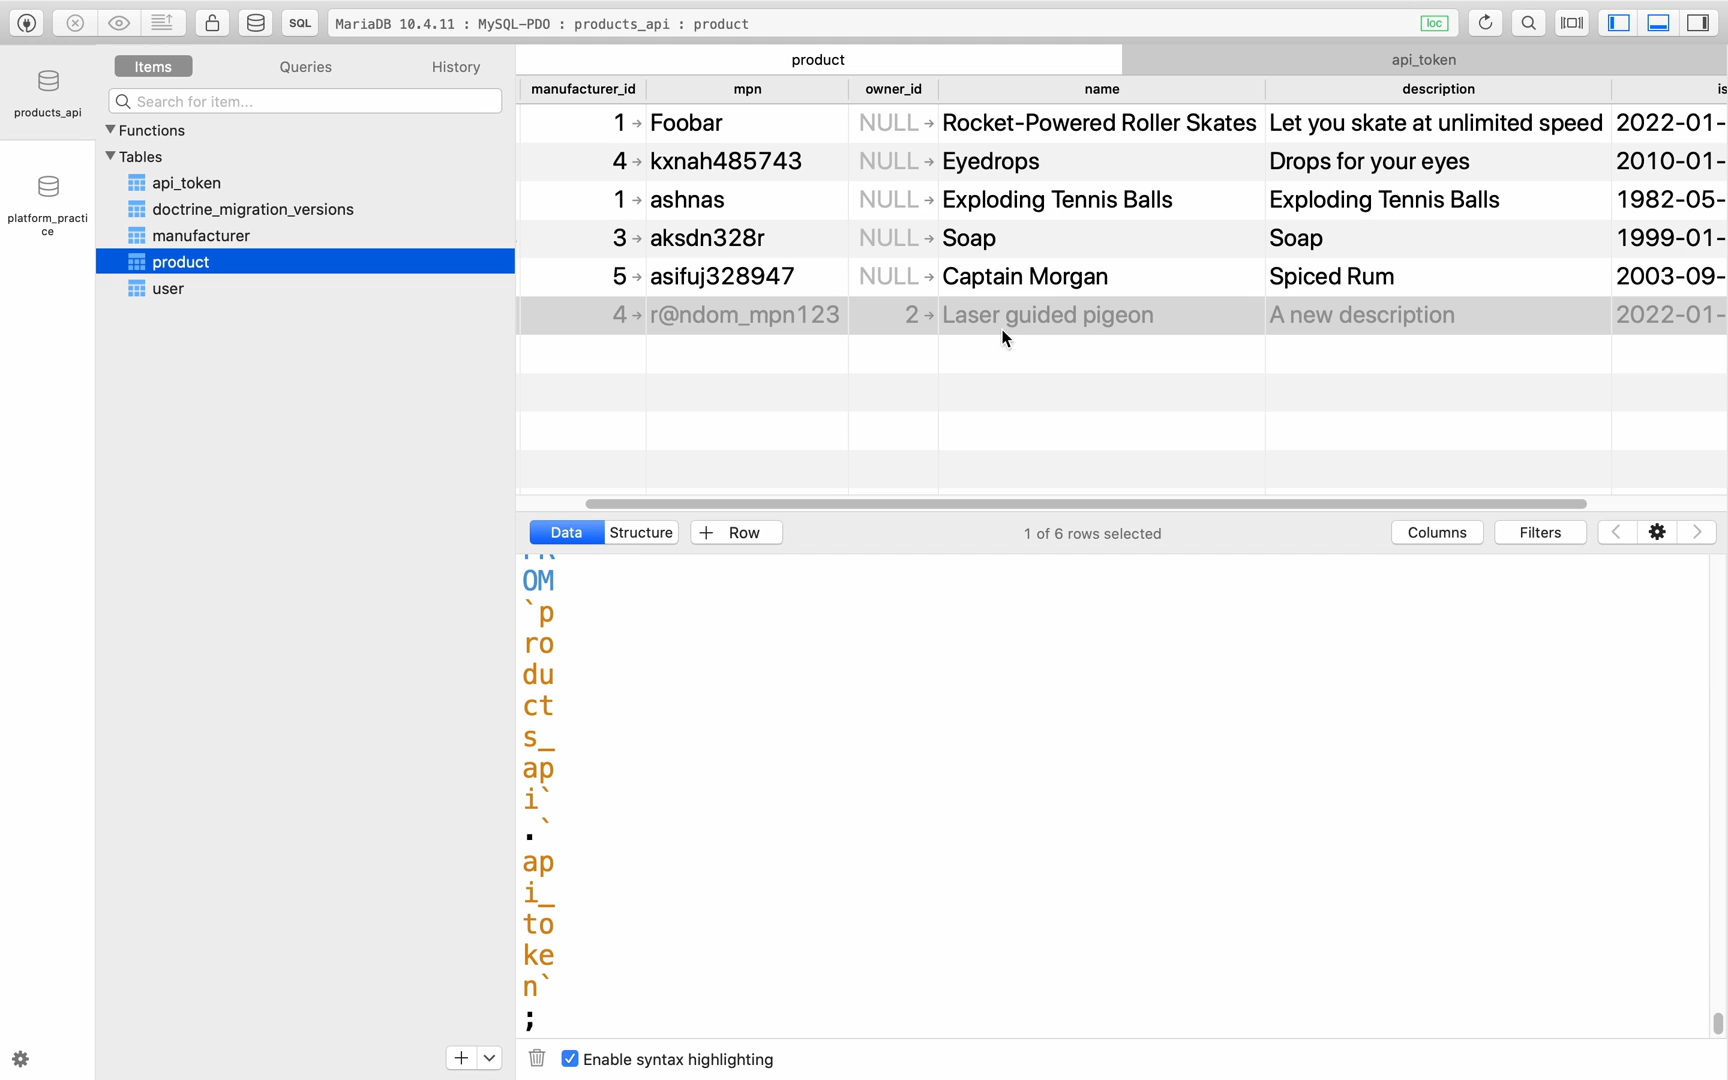 SQL
MariaDB 10.4.11 : MySQL-PDO : products_api : product
loc
products_api
platform_practi
ce
Items Queries History
Search for item...
Functions
Tables
api_token
doctrine_migration_versions
manufacturer
product
user
product api_token
manufacturer_id mpn owner_id name description is
1 Foobar NULL Rocket-Powered Roller Skates Let you skate at unlimited speed 2022-01-
4 kxnah485743 NULL Eyedrops Drops for your eyes 2010-01-
1 ashnas NULL Exploding Tennis Balls Exploding Tennis Balls 1982-05-
3 aksdn328r NULL Soap Soap 1999-01-
5 asifuj328947 NULL Captain Morgan Spiced Rum 2003-09-
4 r@ndom_mpn123 2 Laser guided pigeon A new description 2022-01-
Data Structure + Row 1 of 6 rows selected Columns Filters
OM
`p
ro
du
ct
s_
ap
i`
.`
ap
i_
to
ke
n`
;
Enable syntax highlighting